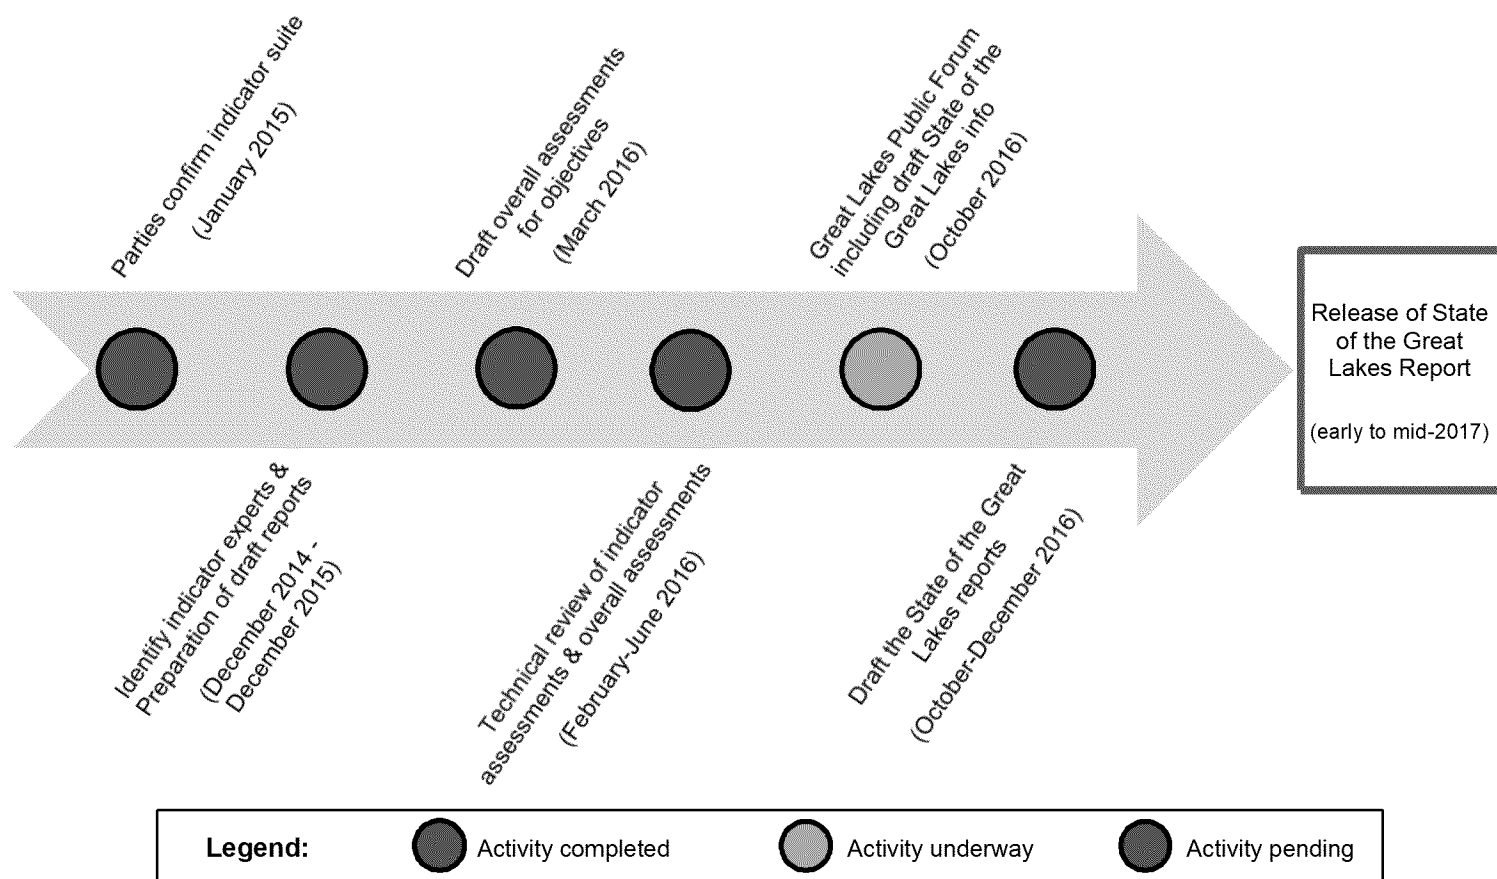 Parties confirm indicator suite
(January 2015)
Draft overall assessments
for objectives
(March 2016)
Great Lakes Public Forum
including draft State of the
Great Lakes info
(October 2016)
Release of State
of the Great
Lakes Report
(early to mid-2017)
Identify indicator experts &
Preparation of draft reports
(December 2014 -
December 2015)
Technical review of indicator
assessments & overall assessments
(February-June 2016)
Draft the State of the Great
Lakes reports
(October-December 2016)
Legend:
Activity completed
Activity underway
Activity pending